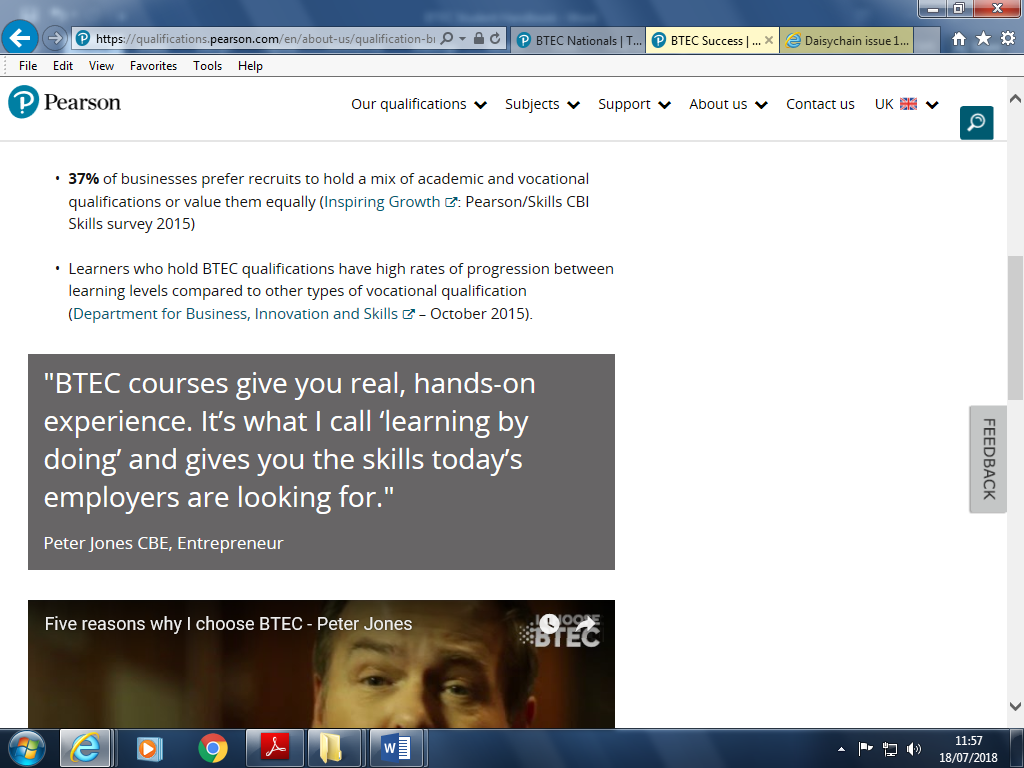 https://qualifications.pearson.com/en/about-us/qualification-br
BTEC Nationals | T...
BTEC Success | ...
Daisychain issue 1...
File Edit View Favorites Tools Help
Pearson
Our qualifications Subjects Support About us Contact us UK
• 37% of businesses prefer recruits to hold a mix of academic and vocational
qualifications or value them equally (Inspiring Growth : Pearson/Skills CBI
Skills survey 2015)
• Learners who hold BTEC qualifications have high rates of progression between
learning levels compared to other types of vocational qualification
(Department for Business, Innovation and Skills – October 2015).
"BTEC courses give you real, hands-on
experience. It’s what I call ‘learning by
doing’ and gives you the skills today’s
employers are looking for."
Peter Jones CBE, Entrepreneur
FEEDBACK
Five reasons why I choose BTEC - Peter Jones
BTEC
11:57
18/07/2018